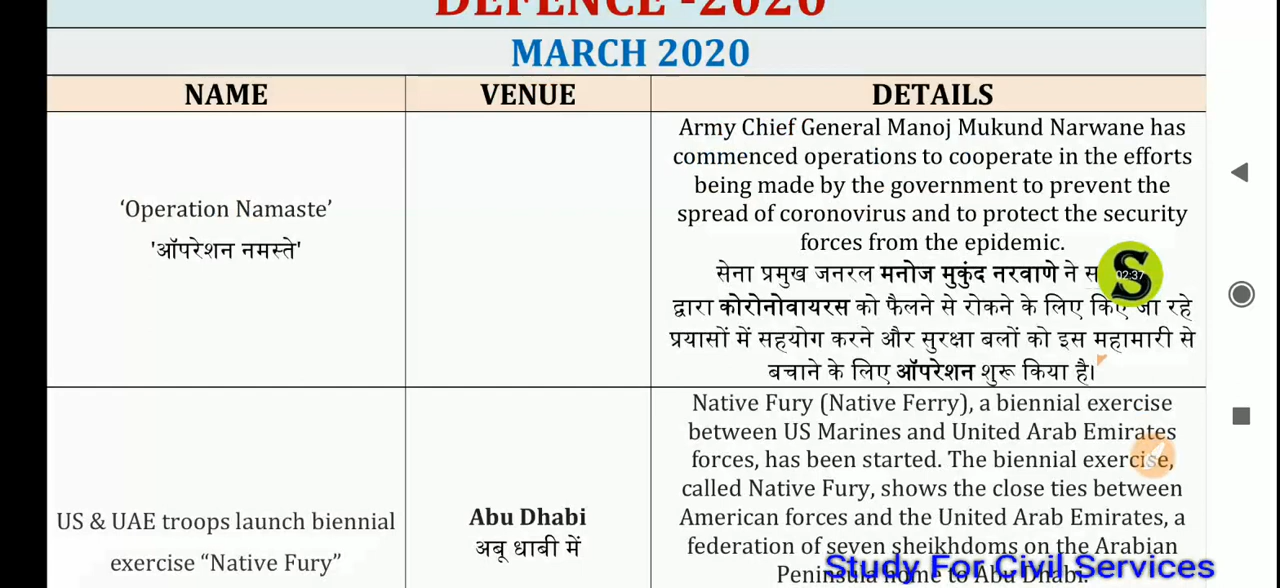 DEFENCE -2020
MARCH 2020
NAME
VENUE
DETAILS
‘Operation Namaste’
'ऑपरेशन नमस्ते'
Army Chief General Manoj Mukund Narwane has
commenced operations to cooperate in the efforts
being made by the government to prevent the
spread of coronovirus and to protect the security
forces from the epidemic.
सेना प्रमुख जनरल मनोज मुकुंद नरवाणे ने
द्वारा कोरोनोवायरस को फैलने से रोकने के लिए किए जा रहे
प्रयासों में सहयोग करने और सुरक्षा बलों को इस महामारी से
बचाने के लिए ऑपरेशन शुरू किया है।
S
02:37
US & UAE troops launch biennial
exercise “Native Fury”
Abu Dhabi
अबू धाबी में
Native Fury (Native Ferry), a biennial exercise
between US Marines and United Arab Emirates
forces, has been started. The biennial exercise,
called Native Fury, shows the close ties between
American forces and the United Arab Emirates, a
federation of seven sheikhdoms on the Arabian
Peninsula home to Abu Dhabi.
Study For Civil Services